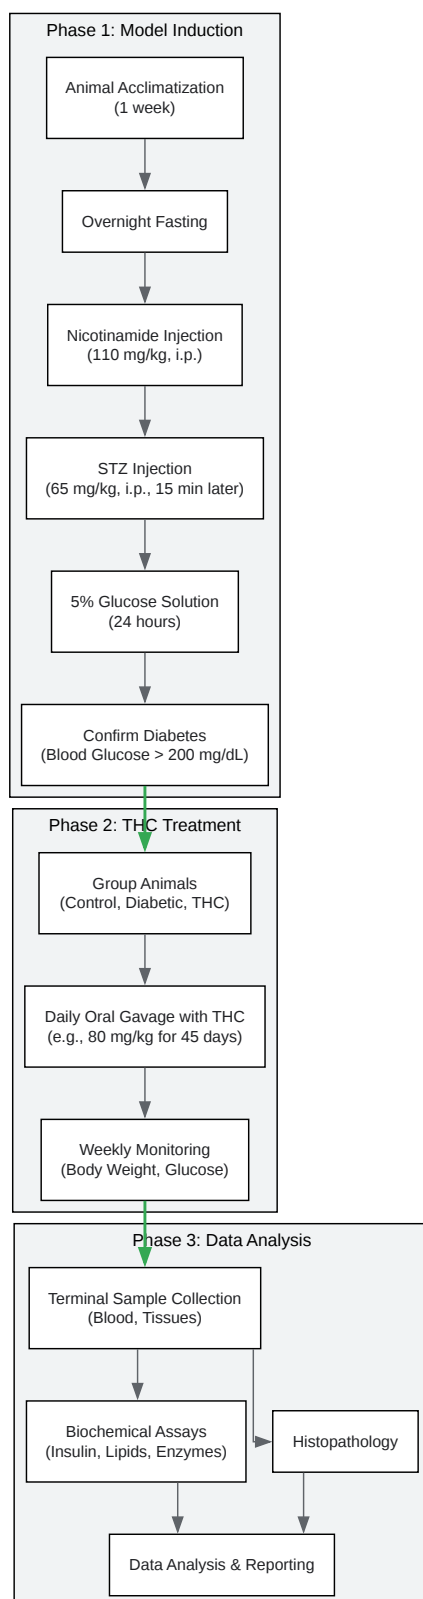 Phase 1: Model Induction
Animal Acclimatization
(1 week)
Overnight Fasting
Nicotinamide Injection
(110 mg/kg, i.p.)
STZ Injection
(65 mg/kg, i.p., 15 min later)
5% Glucose Solution
(24 hours)
Confirm Diabetes
(Blood Glucose > 200 mg/dL)
Phase 2: THC Treatment
Group Animals
(Control, Diabetic, THC)
Daily Oral Gavage with THC
(e.g., 80 mg/kg for 45 days)
Weekly Monitoring
(Body Weight, Glucose)
Phase 3: Data Analysis
Terminal Sample Collection
(Blood, Tissues)
Biochemical Assays
(Insulin, Lipids, Enzymes)
Histopathology
Data Analysis & Reporting